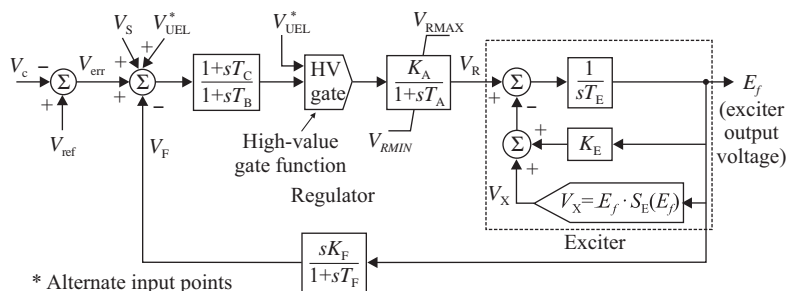 V_S
V*_UEL
V*_UEL
V_RMAX
V_c
−
+
Σ
V_err
V_ref
+
+
+
−
Σ
1+sT_C
1+sT_B
HV
gate
K_A
1+sT_A
V_RMIN
V_R
+
−
Σ
1
sT_E
E_f
(exciter
output
voltage)
Σ
+
+
K_E
V_X
V_X= E_f · S_E(E_f)
Exciter
V_F
High-value
gate function
Regulator
sK_F
1+sT_F
* Alternate input points